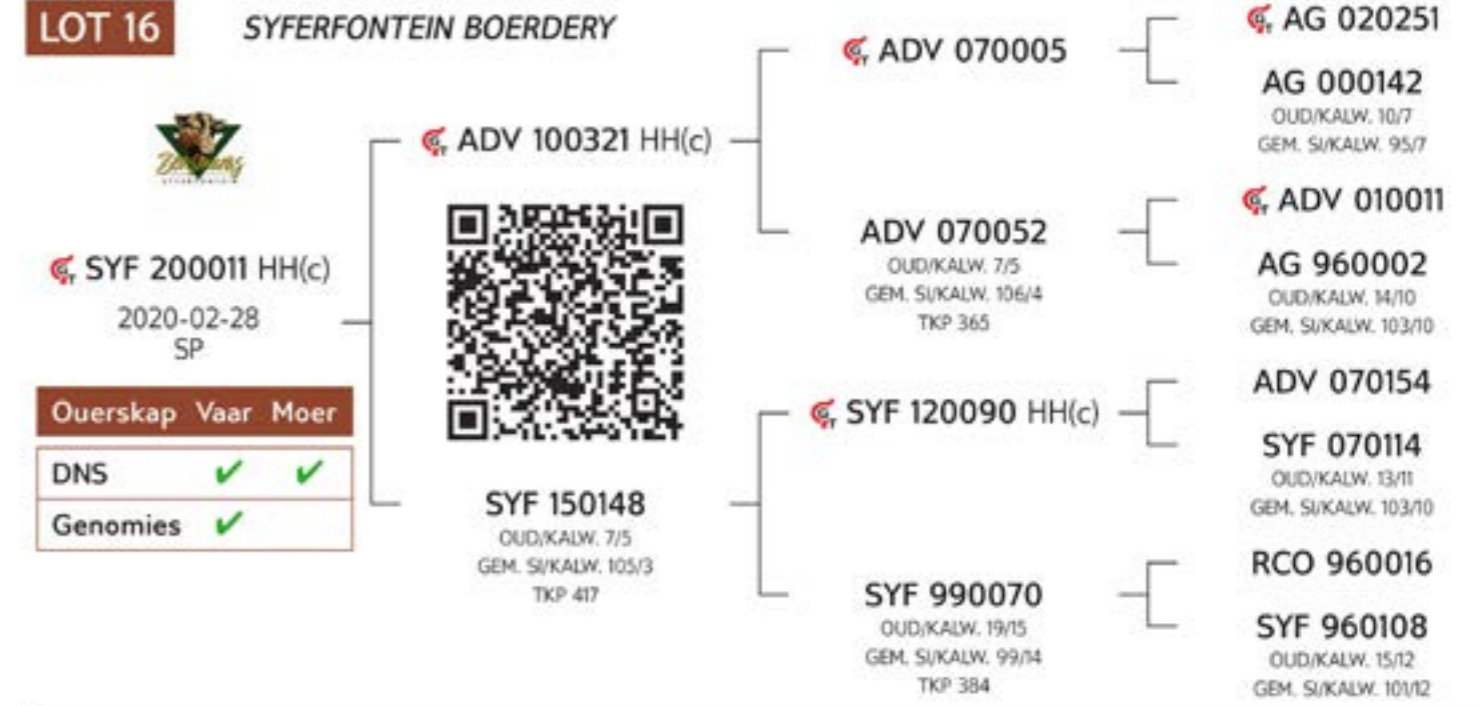 LOT 16
SYFERFONTEIN BOERDERY
SYF 200011 HH(c)
2020-02-28
SP
Ouerskap Vaar Moer
DNS ✔ ✔
Genomies ✔
ADV 100321 HH(c)
SYF 150148
OUD/KALW. 7/5
GEM. SI/KALW. 105/3
TKP 417
ADV 070005
ADV 070052
OUD/KALW. 7/5
GEM. SI/KALW. 106/4
TKP 365
SYF 120090 HH(c)
SYF 990070
OUD/KALW. 19/15
GEM. SI/KALW. 99/14
TKP 384
AG 020251
AG 000142
OUD/KALW. 10/7
GEM. SI/KALW. 95/7
ADV 010011
AG 960002
OUD/KALW. 14/10
GEM. SI/KALW. 103/10
ADV 070154
SYF 070114
OUD/KALW. 13/11
GEM. SI/KALW. 103/10
RCO 960016
SYF 960108
OUD/KALW. 15/12
GEM. SI/KALW. 101/12